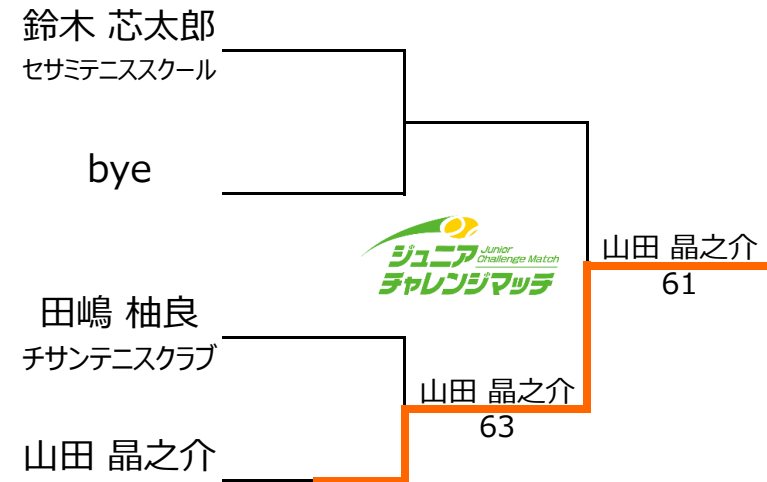 鈴木 芯太郎
セサミテニススクール
bye
ジュニア Junior Challenge Match
チャレンジマッチ
山田 晶之介
61
田嶋 柚良
チサンテニスクラブ
山田 晶之介
63
山田 晶之介